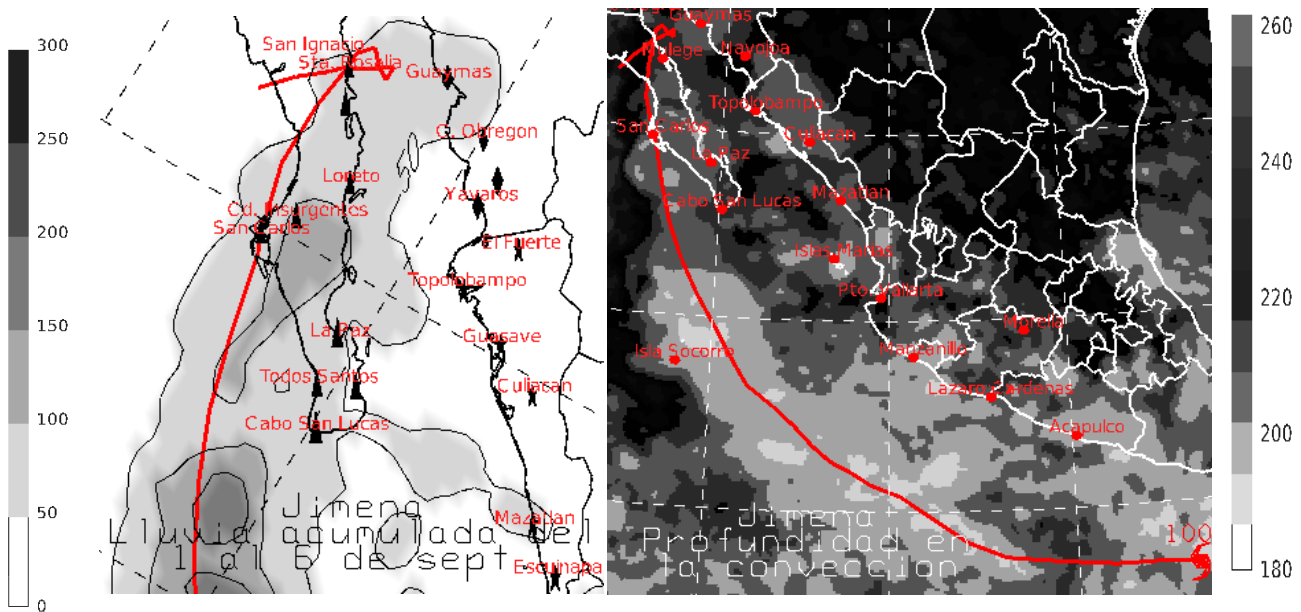 300
250
200
150
100
50
0
San Ignacio
Sta. Rosalia
Guaymas
C. Obregon
Loreto
Yavaros
Cd. Insurgentes
San Carlos
El Fuerte
Topolobampo
La Paz
Guasave
Todos Santos
Culiacan
Cabo San Lucas
Mazatlan
Escuinapa
Jimena
Lluvia acumulada del
1 al 6 de sept.
Guaymas
Mulege
Navojoa
Topolobampo
San Carlos
Culiacan
La Paz
Cabo San Lucas
Mazatlan
Islas Marias
Pto. Vallarta
Morelia
Isla Socorro
Manzanillo
Lazaro Cardenas
Acapulco
100
Jimena
Profundidad en
la conveccion
260
240
220
200
180